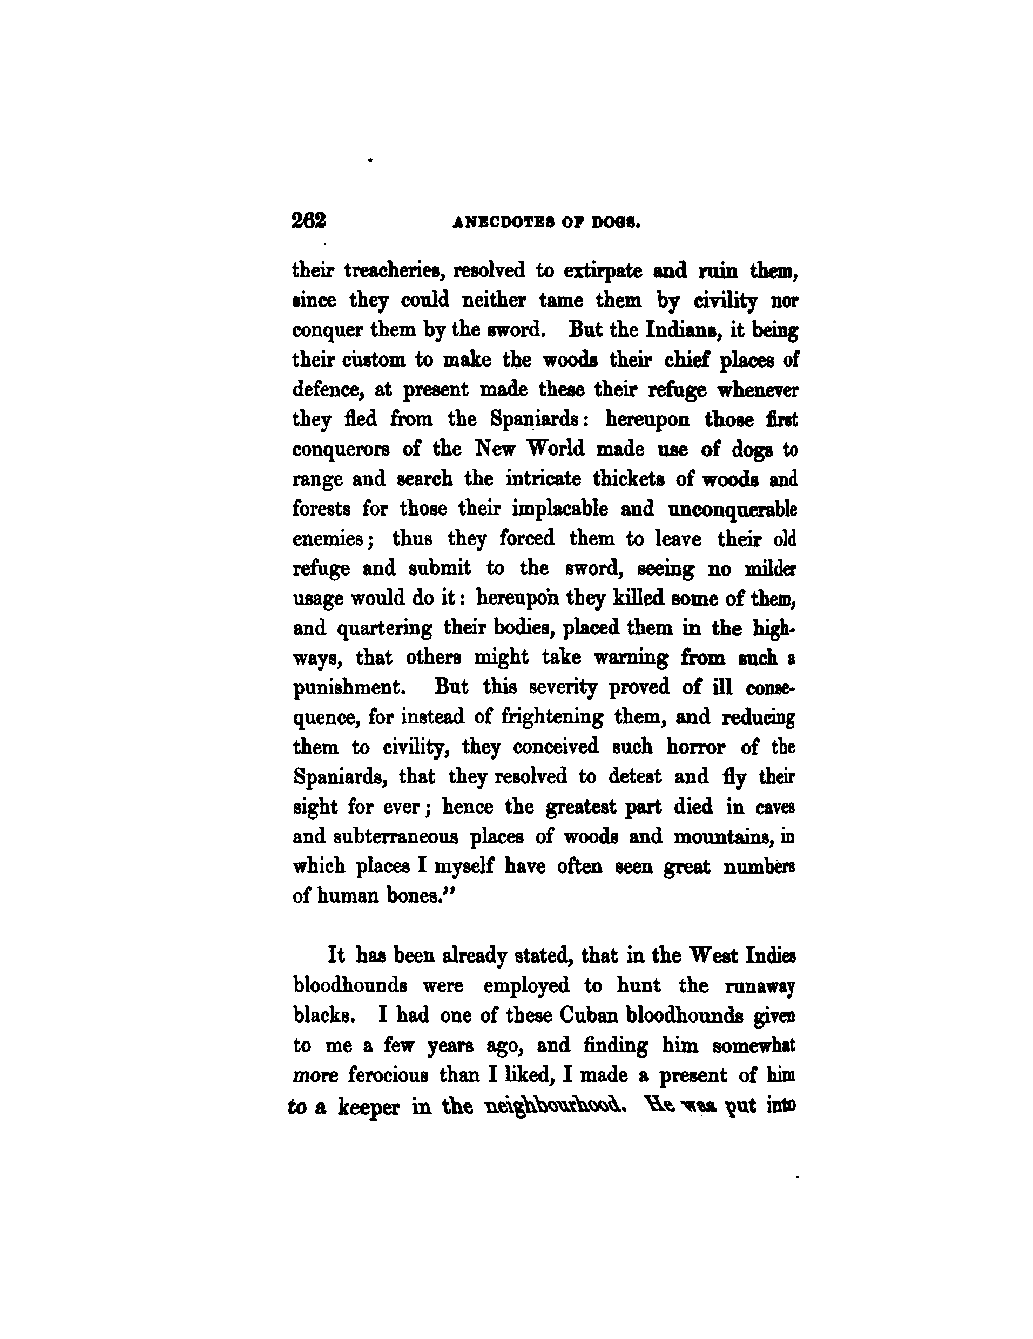 262 ANECDOTES OF DOGS.
their treacheries, resolved to extirpate and ruin them,
since they could neither tame them by civility nor
conquer them by the sword. But the Indians, it being
their custom to make the woods their chief places of
defence, at present made these their refuge whenever
they fled from the Spaniards: hereupon those first
conquerors of the New World made use of dogs to
range and search the intricate thickets of woods and
forests for those their implacable and unconquerable
enemies; thus they forced them to leave their old
refuge and submit to the sword, seeing no milder
usage would do it: hereupon they killed some of them,
and quartering their bodies, placed them in the high-
ways, that others might take warning from such a
punishment. But this severity proved of ill conse-
quence, for instead of frightening them, and reducing
them to civility, they conceived such horror of the
Spaniards, that they resolved to detest and fly their
sight for ever; hence the greatest part died in caves
and subterraneous places of woods and mountains, in
which places I myself have often seen great numbers
of human bones."
It has been already stated, that in the West Indies
bloodhounds were employed to hunt the runaway
blacks. I had one of these Cuban bloodhounds given
to me a few years ago, and finding him somewhat
more ferocious than I liked, I made a present of him
to a keeper in the neighbourhood. He was put into